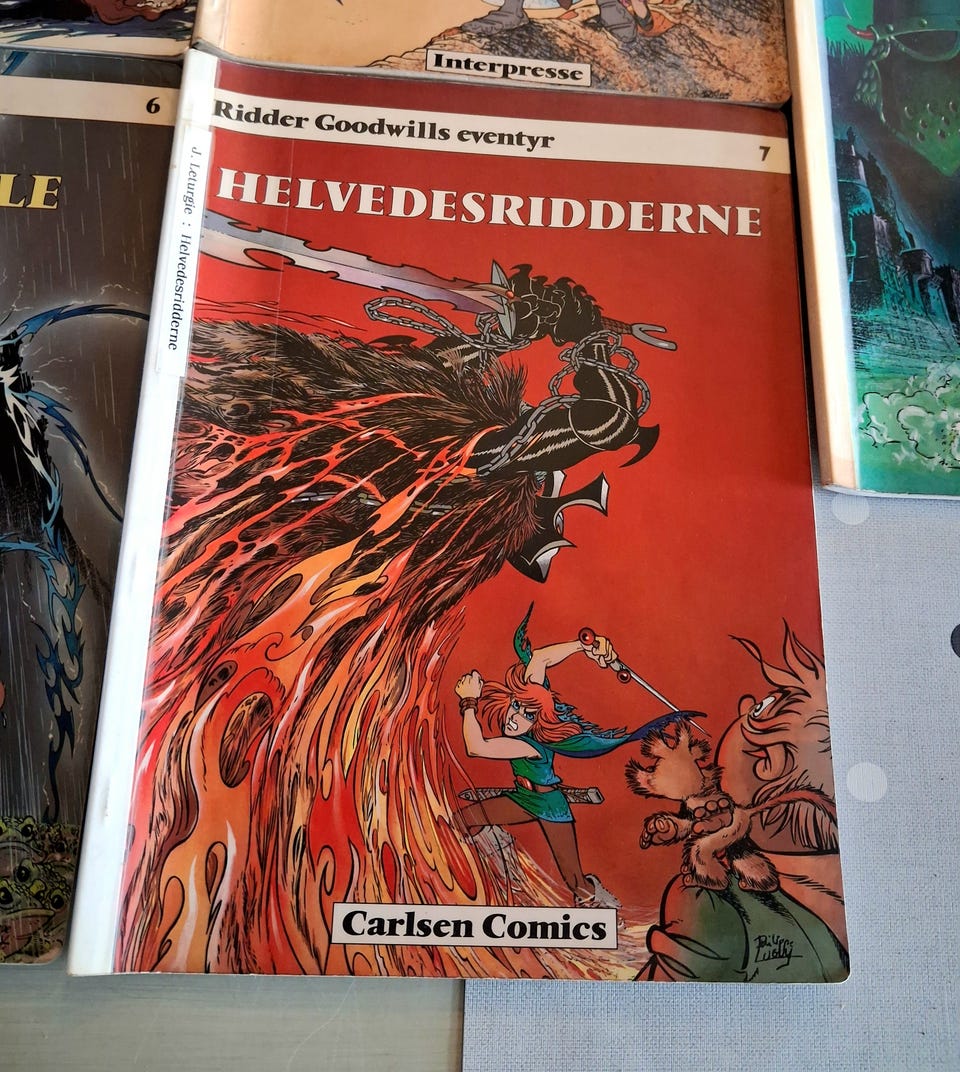 Interpresse
6
LE
Ridder Goodwills eventyr
7
HELVEDESRIDDERNE
J. Leturgie : Helvedesridderne
Carlsen Comics